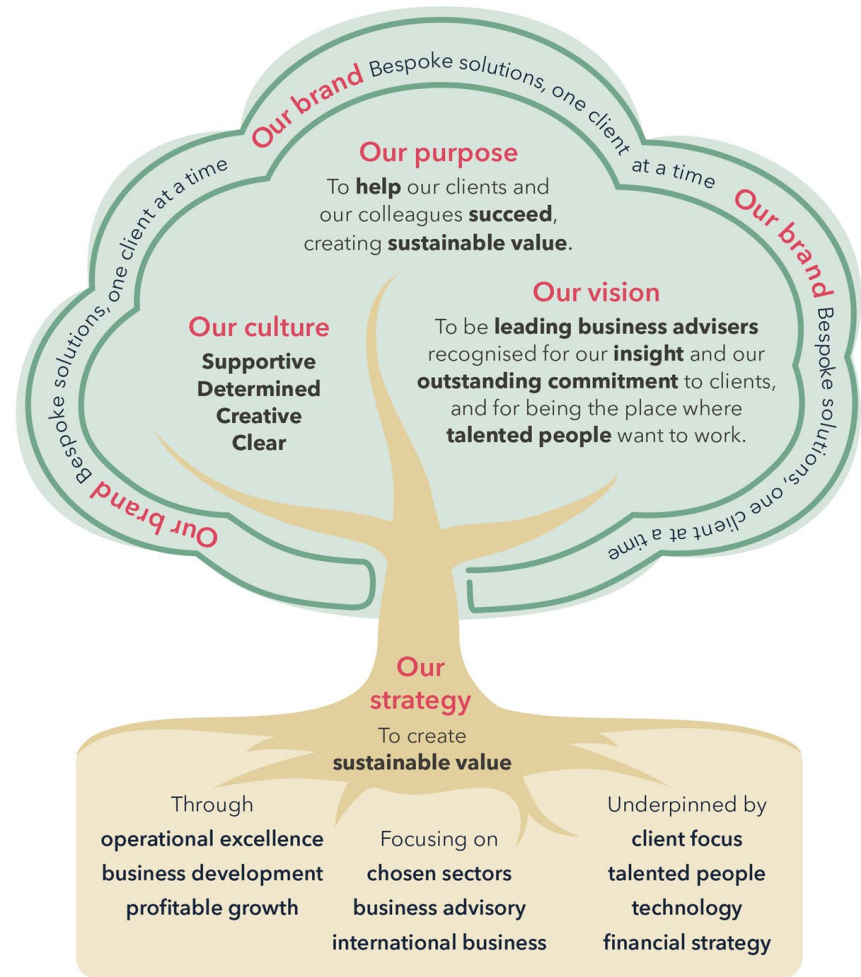 Our brand Bespoke solutions, one client at a time
Our brand Bespoke solutions, one client at a time
Our brand Bespoke solutions, one client at a time
Our purpose
To help our clients and
our colleagues succeed,
creating sustainable value.
Our culture
Supportive
Determined
Creative
Clear
Our vision
To be leading business advisers
recognised for our insight and our
outstanding commitment to clients,
and for being the place where
talented people want to work.
Our
strategy
To create
sustainable value
Through
operational excellence
business development
profitable growth
Focusing on
chosen sectors
business advisory
international business
Underpinned by
client focus
talented people
technology
financial strategy